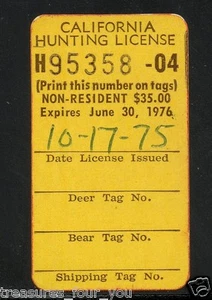 CALIFORNIA
HUNTING LICENSE
H95358 -04
(Print this number on tags)
NON-RESIDENT $35.00
Expires June 30, 1976
10-17-75
Date License Issued
Deer Tag No.
Bear Tag No.
Shipping Tag No.
treasures_you_got